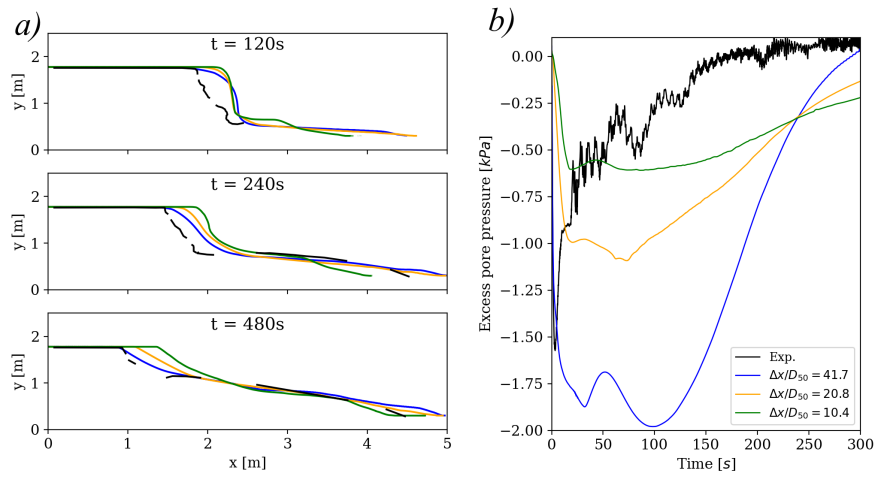 a)
t = 120s
y [m]
2
1
0
t = 240s
y [m]
2
1
0
t = 480s
y [m]
2
1
0
0 1 2 3 4 5
x [m]
b)
Excess pore pressure [kPa]
0.00
−0.25
−0.50
−0.75
−1.00
−1.25
−1.50
−1.75
−2.00
Exp.
Δx/D50 = 41.7
Δx/D50 = 20.8
Δx/D50 = 10.4
0 50 100 150 200 250 300
Time [s]